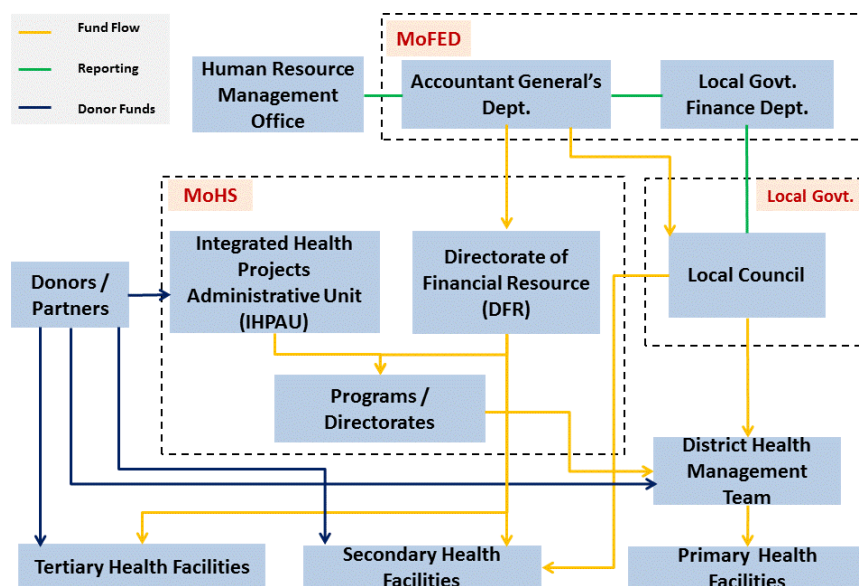 Fund Flow
Reporting
Donor Funds
MoFED
Human Resource
Management
Office
Accountant General's
Dept.
Local Govt.
Finance Dept.
MoHS
Local Govt.
Integrated Health
Projects
Administrative Unit
(IHPAU)
Directorate of
Financial Resource
(DFR)
Local Council
Donors /
Partners
Programs /
Directorates
District Health
Management
Team
Tertiary Health Facilities
Secondary Health
Facilities
Primary Health
Facilities